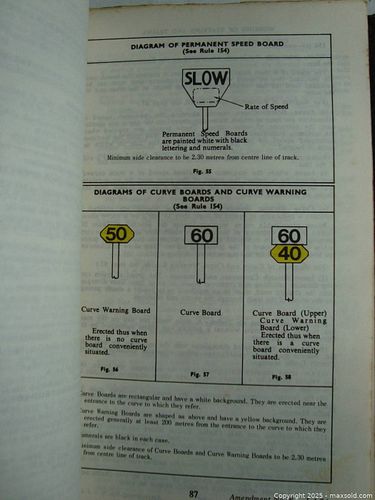 DIAGRAM OF PERMANENT SPEED BOARD
(See Rule 154)
SLOW
Rate of Speed
Permanent Speed Boards
are painted white with black
lettering and numerals.
Minimum side clearance to be 2.30 metres from centre line of track.
Fig. 55
DIAGRAMS OF CURVE BOARDS AND CURVE WARNING
BOARDS
(See Rule 154)
50
60
60
40
Curve Warning Board
Erected thus when
there is no curve
board conveniently
situated.
Fig. 56
Curve Board
Fig. 57
Curve Board (Upper)
Curve Warning
Board (Lower)
Erected thus when
there is a curve
board conveniently
situated.
Fig. 58
Curve Boards are rectangular and have a white background. They are erected near the
entrance to the curve to which they refer.
Curve Warning Boards are shaped as above and have a yellow background. They are
erected generally at least 200 metres from the entrance to the curve to which they
refer.
Numerals are black in each case.
Minimum side clearance of Curve Boards and Curve Warning Boards to be 2.30 metres
from centre line of track.
87
Amendment
Copyright 2025 - maxsold.com